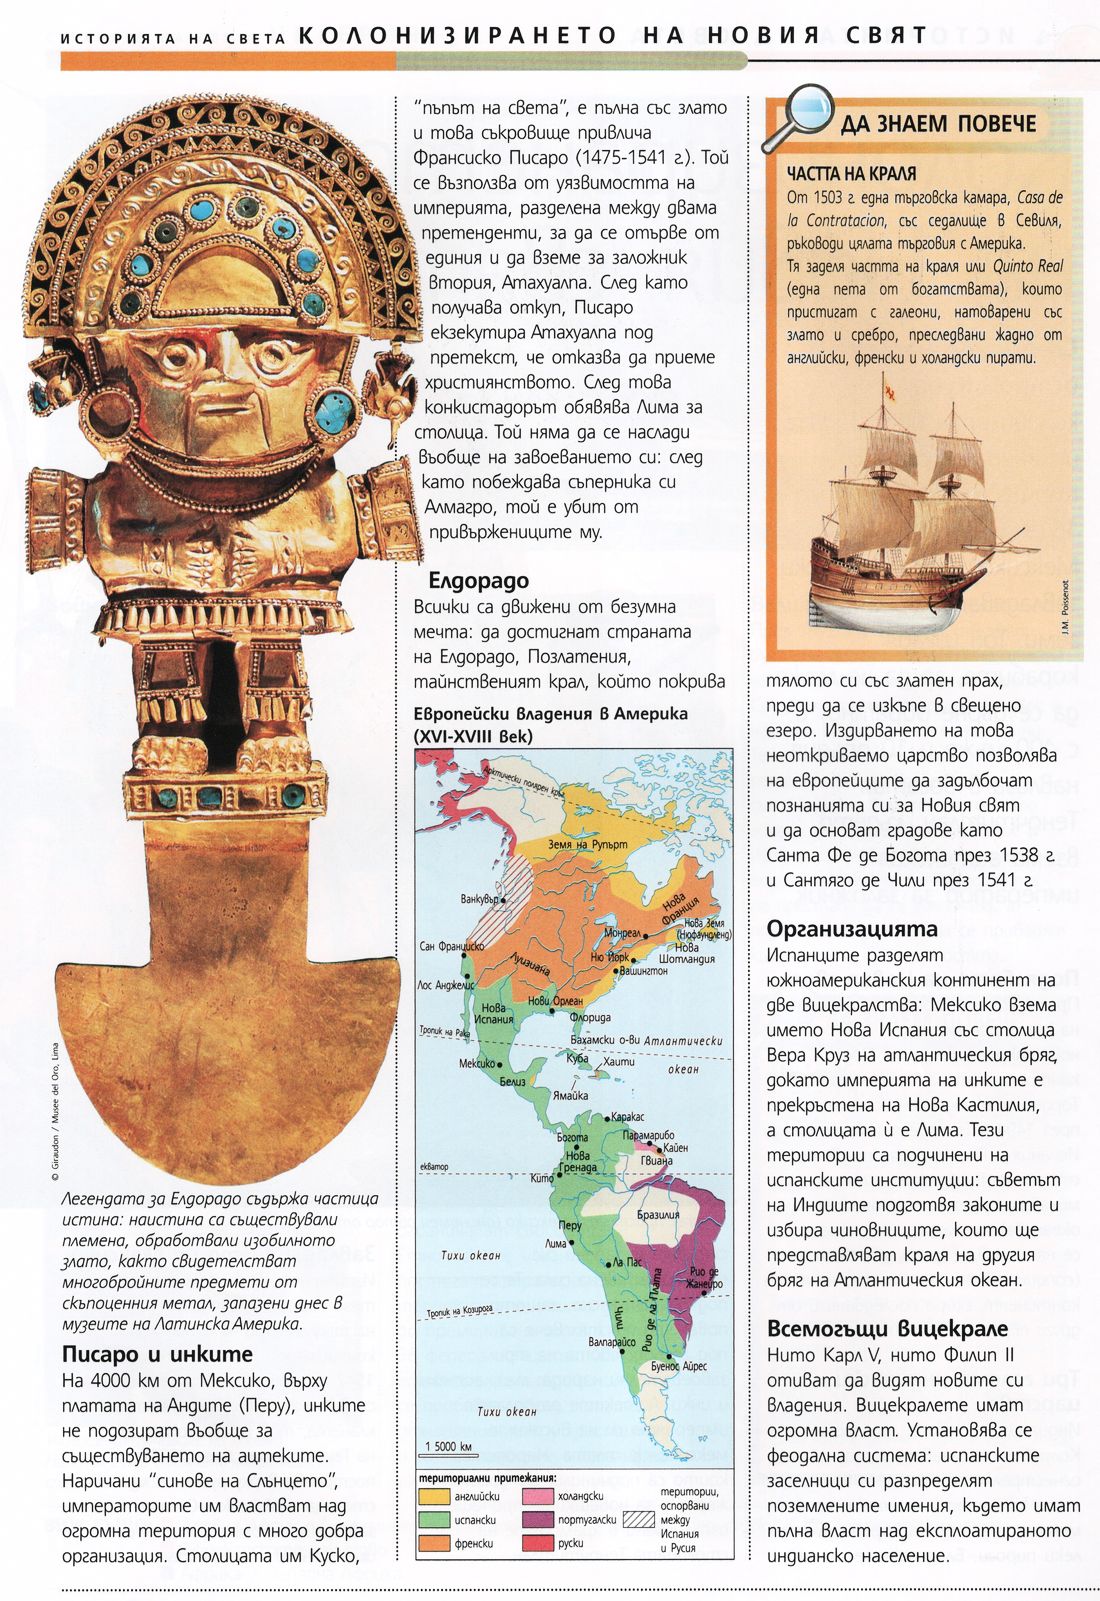 ИСТОРИЯТА НА СВЕТА КОЛОНИЗИРАНЕТО НА НОВИЯ СВЯТ
© Giraudon / Musee del Oro, Lima
Легендата за Елдорадо съдържа частица
истина: наистина са съществували
племена, обработвали изобилното
злато, както свидетелстват
многобройните предмети от
скъпоценния метал, запазени днес в
музеите на Латинска Америка.
Писаро и инките
На 4000 км от Мексико, върху
платата на Андите (Перу), инките
не подозират въобще за
съществуването на ацтеките.
Наричани “синове на Слънцето”,
императорите им властват над
огромна територия с много добра
организация. Столицата им Куско,
“пъпът на света”, е пълна със злато
и това съкровище привлича
Франсиско Писаро (1475-1541 г.). Той
се възползва от уязвимостта на
империята, разделена между двама
претенденти, за да се отърве от
единия и да вземе за заложник
втория, Атахуалпа. След като
получава откуп, Писаро
екзекутира Атахуалпа под
претекст, че отказва да приеме
християнството. След това
конкистадорът обявява Лима за
столица. Той няма да се наслади
въобще на завоеванието си: след
като побеждава съперника си
Алмагро, той е убит от
привържениците му.
Елдорадо
Всички са движени от безумна
мечта: да достигнат страната
на Елдорадо, Позлатения,
тайнственият крал, който покрива
Европейски владения в Америка
(XVI-XVIII век)
Арктически полярен кръг
Земя на Рупърт
Ванкувър
Нова
Франция
Нова Земя
(Нюфаундленд)
Монреал
Нова
Шотландия
Сан Франциско
Ню Йорк
Вашингтон
Луизиана
Лос Анджелис
Нови Орлеан
Нова
Испания
Флорида
Тропик на Рака
Бахамски о-ви
Атлантически
океан
Мексико
Куба
Хаити
Белиз
Ямайка
Каракас
Богота
Парамарибо
Кайен
Нова
Гренада
Гвиана
екватор
Кито
Бразилия
Перу
Лима
Тихи океан
Ла Пас
Рио де
Жанейро
Рио де ла Плата
Тропик на Козирога
Чили
Валпарайсо
Буенос Айрес
Тихи океан
1 5000 км
териториални притежания:
английски
испански
френски
холандски
португалски
руски
територии,
оспорвани
между
Испания
и Русия
ДА ЗНАЕМ ПОВЕЧЕ
ЧАСТТА НА КРАЛЯ
От 1503 г. една търговска камара, Casa de
la Contratacion, със седалище в Севиля,
ръководи цялата търговия с Америка.
Тя заделя частта на краля или Quinto Real
(една пета от богатствата), които
пристигат с галеони, натоварени със
злато и сребро, преследвани жадно от
английски, френски и холандски пирати.
J.M. Poissenot
тялото си със златен прах,
преди да се изкъпе в свещено
езеро. Издирването на това
неоткриваемо царство позволява
на европейците да задълбочат
познанията си за Новия свят
и да основат градове като
Санта Фе де Богота през 1538 г.
и Сантяго де Чили през 1541 г.
Организацията
Испанците разделят
южноамериканския континент на
две вицекралства: Мексико взема
името Нова Испания със столица
Вера Круз на атлантическия бряг,
докато империята на инките е
прекръстена на Нова Кастилия,
а столицата ѝ е Лима. Тези
територии са подчинени на
испанските институции: съветът
на Индиите подготвя законите и
избира чиновниците, които ще
представляват краля на другия
бряг на Атлантическия океан.
Всемогъщи вицекрале
Нито Карл V, нито Филип II
отиват да видят новите си
владения. Вицекралете имат
огромна власт. Установява се
феодална система: испанските
заселници си разпределят
поземлените имения, където имат
пълна власт над експлоатираното
индианско население.